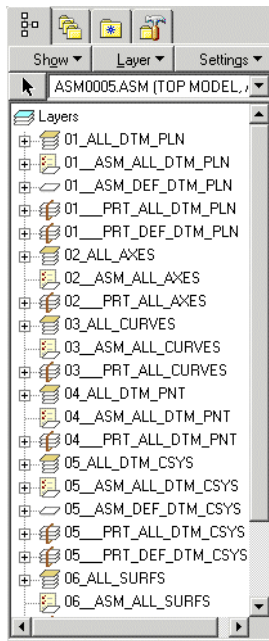 Show Layer Settings
ASM0005.ASM (TOP MODEL,
Layers
01_ALL_DTM_PLN
01__ASM_ALL_DTM_PLN
01__ASM_DEF_DTM_PLN
01___PRT_ALL_DTM_PLN
01___PRT_DEF_DTM_PLN
02_ALL_AXES
02__ASM_ALL_AXES
02___PRT_ALL_AXES
03_ALL_CURVES
03__ASM_ALL_CURVES
03___PRT_ALL_CURVES
04_ALL_DTM_PNT
04__ASM_ALL_DTM_PNT
04___PRT_ALL_DTM_PNT
05_ALL_DTM_CSYS
05__ASM_ALL_DTM_CSYS
05__ASM_DEF_DTM_CSYS
05___PRT_ALL_DTM_CSYS
05___PRT_DEF_DTM_CSYS
06_ALL_SURFS
06__ASM_ALL_SURFS